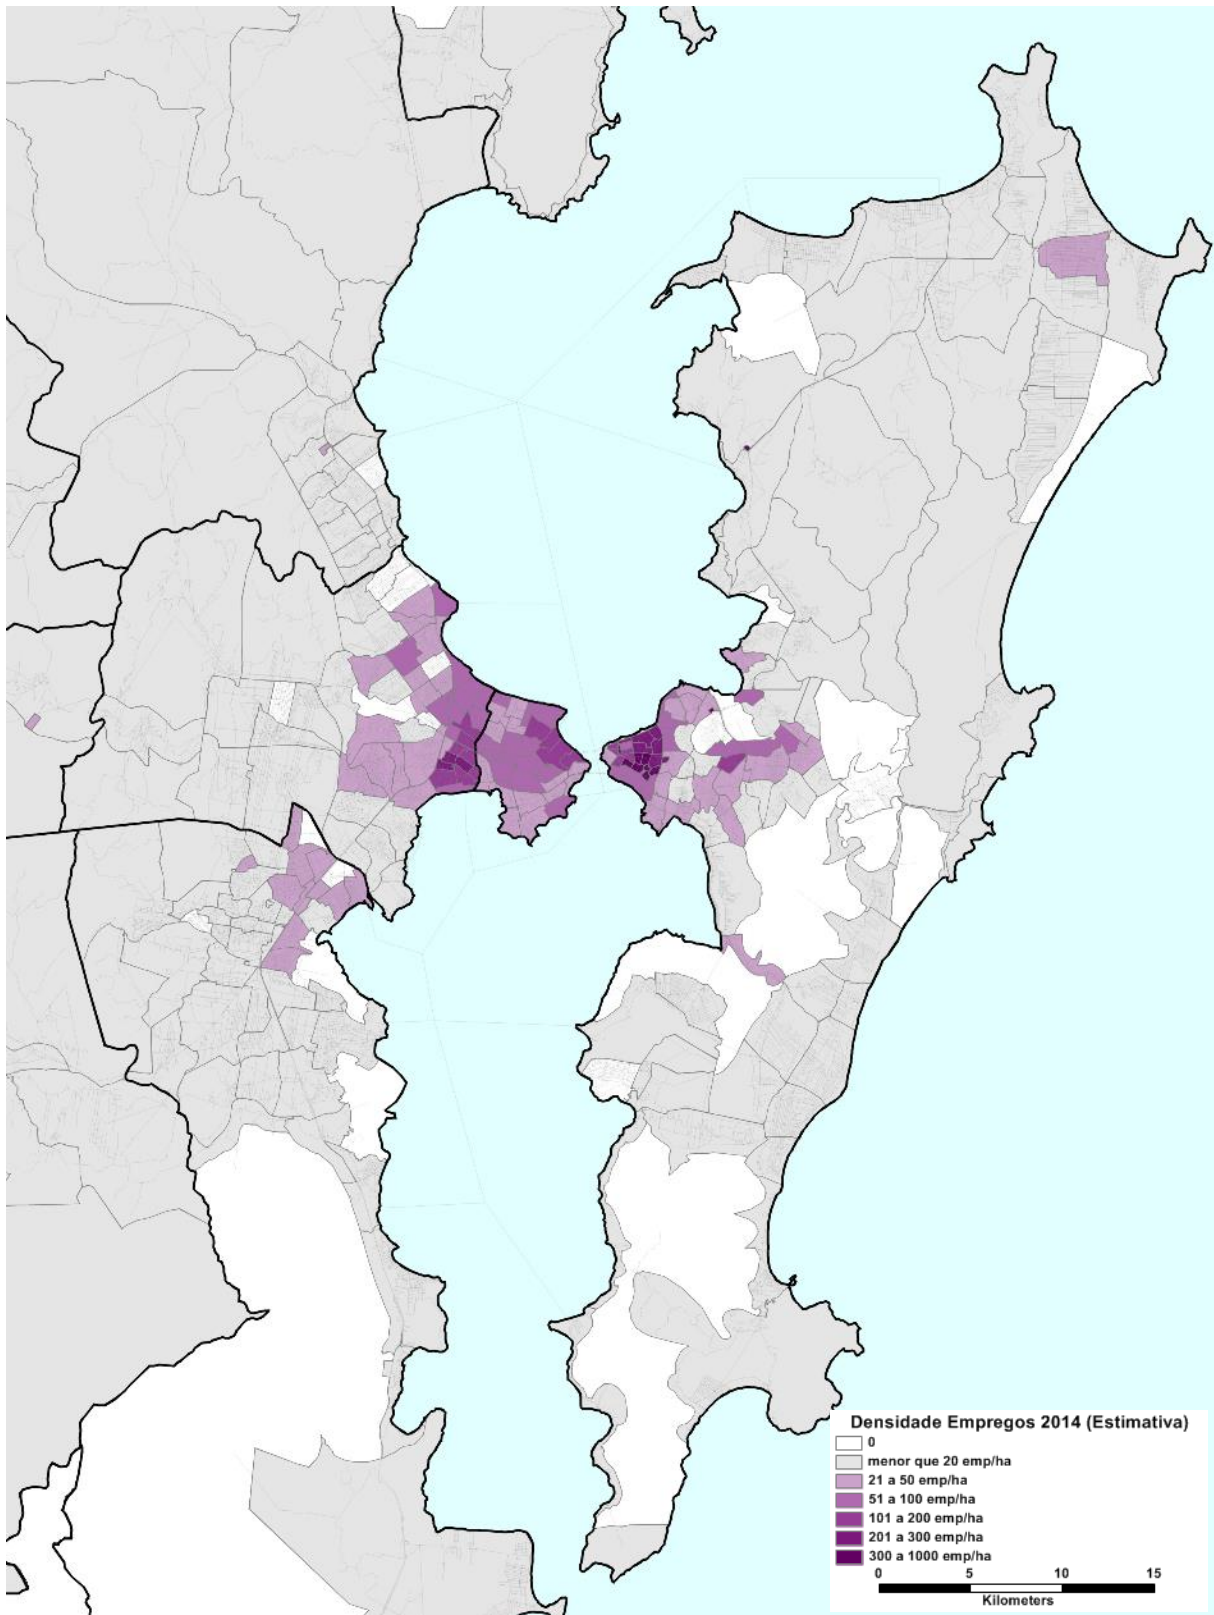 Densidade Empregos 2014 (Estimativa)
0
menor que 20 emp/ha
21 a 50 emp/ha
51 a 100 emp/ha
101 a 200 emp/ha
201 a 300 emp/ha
300 a 1000 emp/ha
0 5 10 15
Kilometers